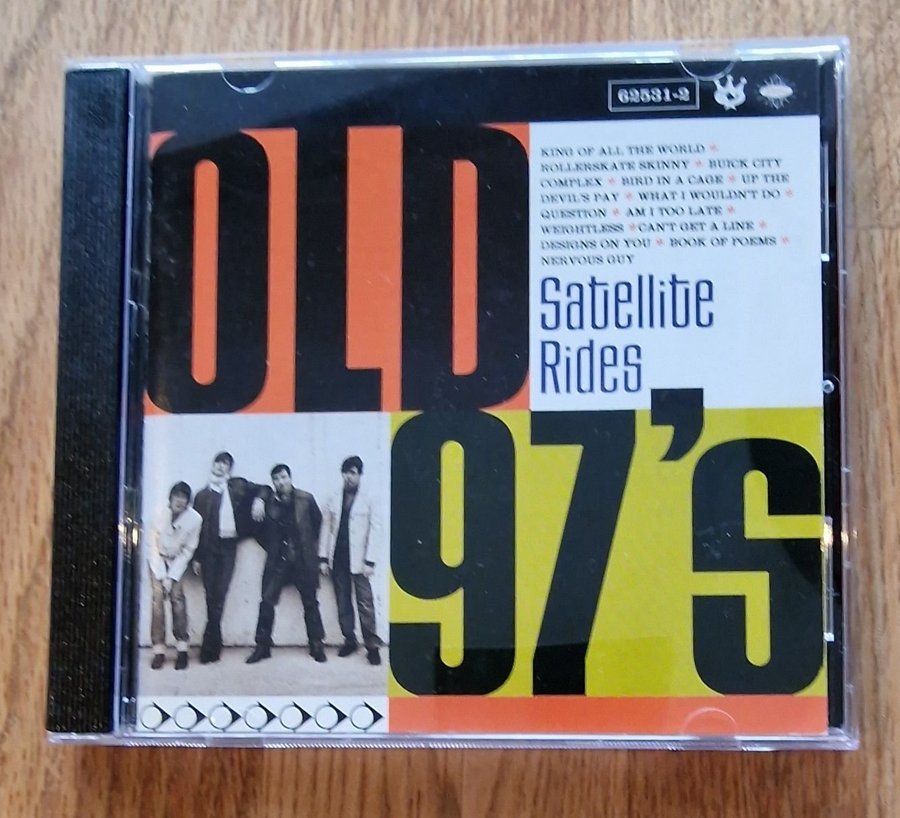 62531-2
OLD
KING OF ALL THE WORLD *
ROLLERSKATE SKINNY * BUICK CITY
COMPLEX * BIRD IN A CAGE * UP THE
DEVIL'S PAY * WHAT I WOULDN'T DO *
QUESTION * AM I TOO LATE *
WEIGHTLESS * CAN'T GET A LINE *
DESIGNS ON YOU * BOOK OF POEMS *
NERVOUS GUY
Satellite
Rides
97's